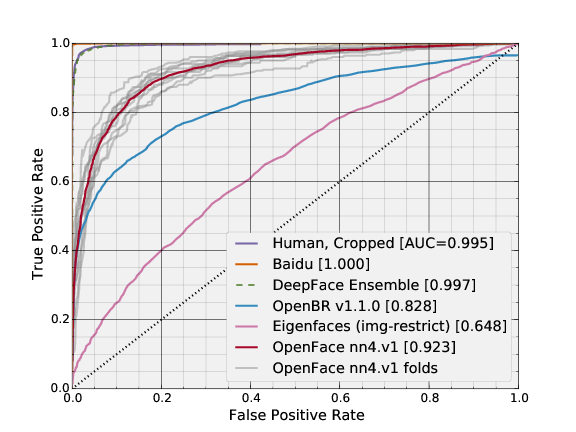 1.0
0.8
0.6
0.4
0.2
0.0
True Positive Rate
Human, Cropped [AUC=0.995]
Baidu [1.000]
DeepFace Ensemble [0.997]
OpenBR v1.1.0 [0.828]
Eigenfaces (img-restrict) [0.648]
OpenFace nn4.v1 [0.923]
OpenFace nn4.v1 folds
0.0 0.2 0.4 0.6 0.8 1.0
False Positive Rate